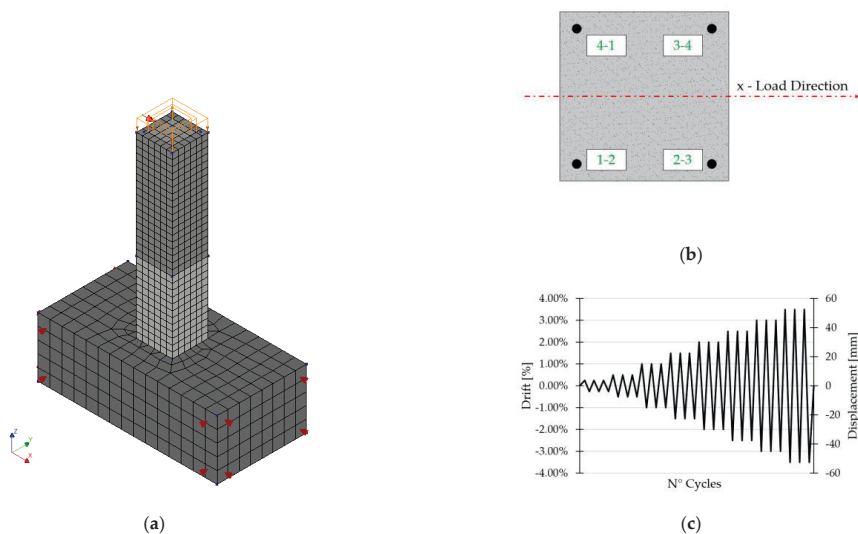 z
y
x
(a)
4-1
3-4
x - Load Direction
1-2
2-3
(b)
4.00%
3.00%
2.00%
1.00%
0.00%
-1.00%
-2.00%
-3.00%
-4.00%
Drift [%]
60
40
20
0
-20
-40
-60
Displacement [mm]
N° Cycles
(c)